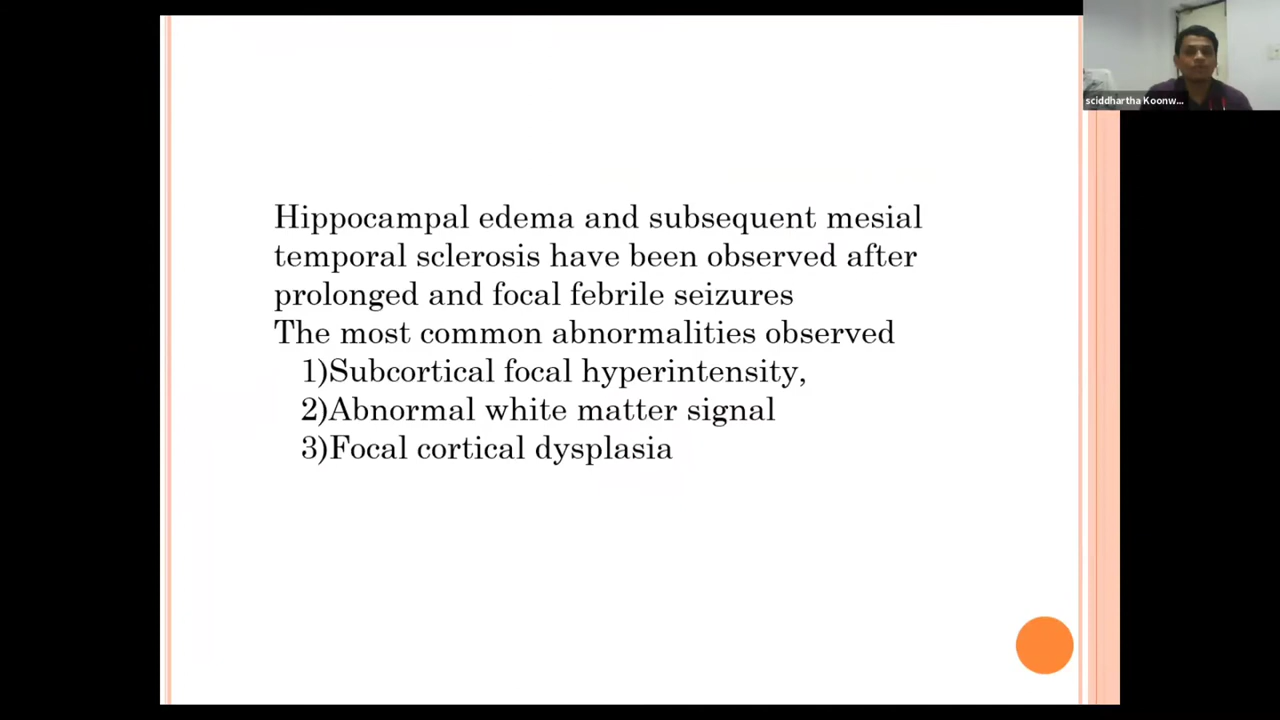 sciddhartha Koonw...
Hippocampal edema and subsequent mesial
temporal sclerosis have been observed after
prolonged and focal febrile seizures
The most common abnormalities observed
1)Subcortical focal hyperintensity,
2)Abnormal white matter signal
3)Focal cortical dysplasia